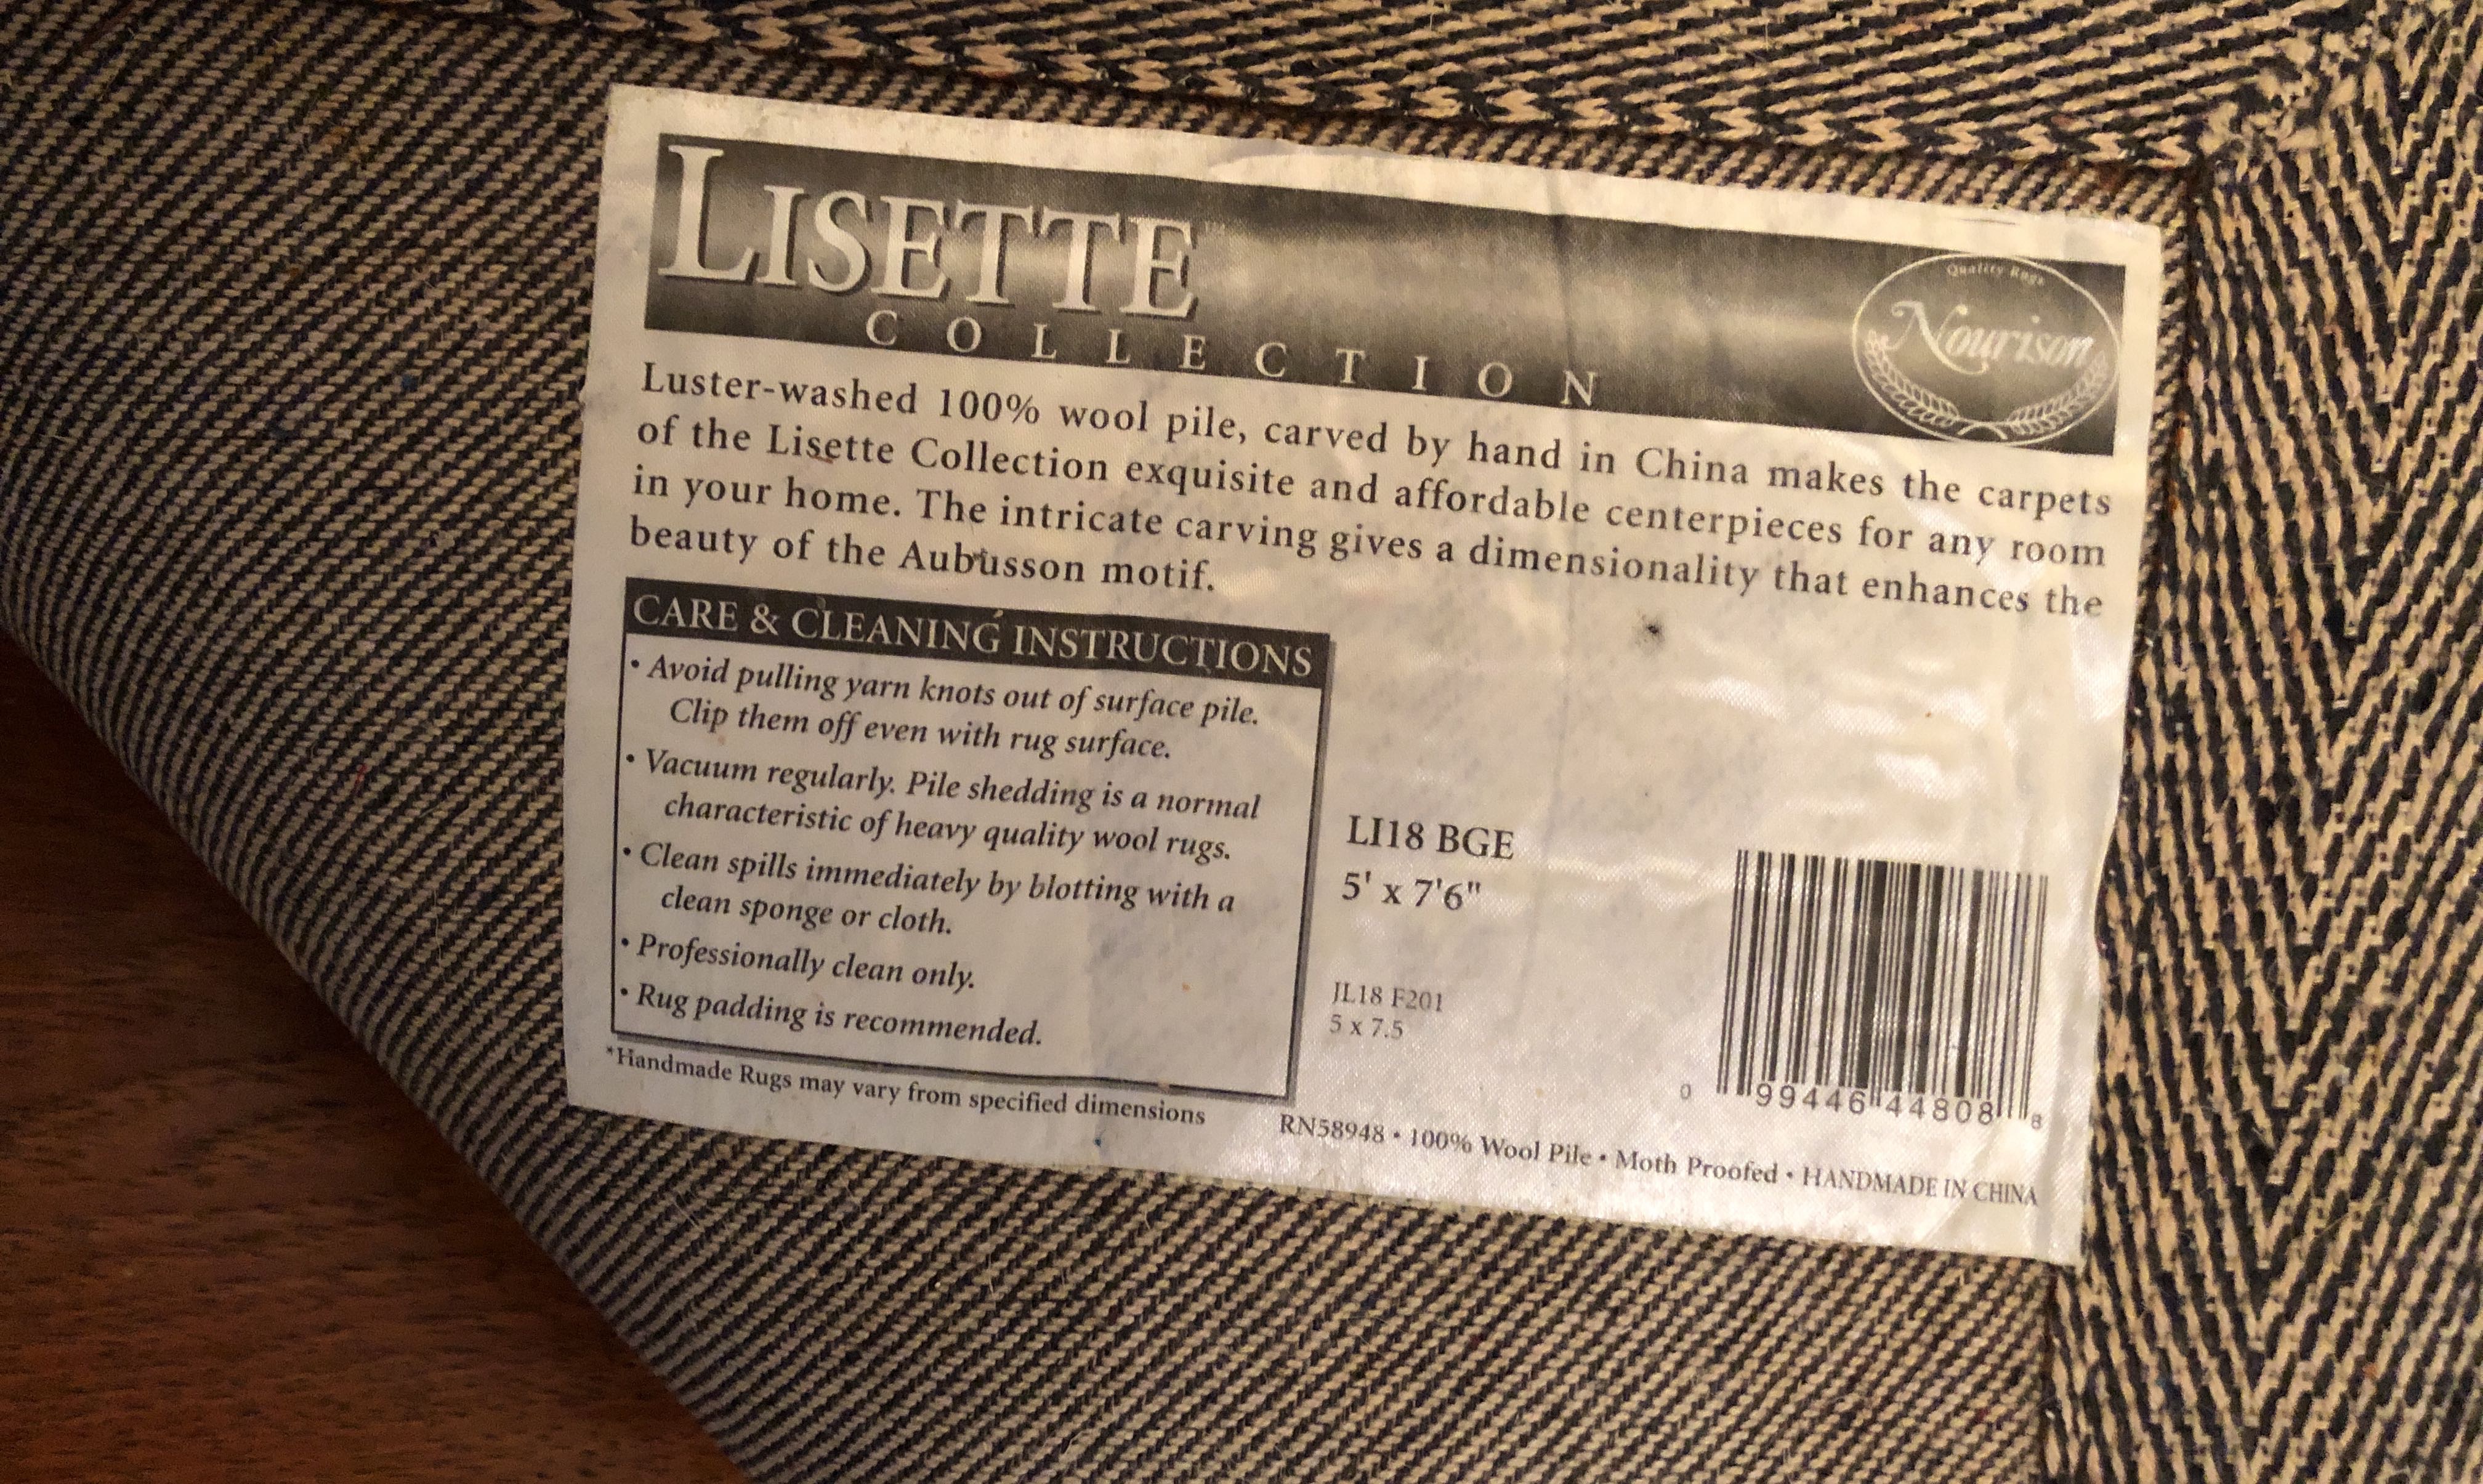 LISETTE™
COLLECTION
Quality Rugs
Nourison
Luster-washed 100% wool pile, carved by hand in China makes the carpets
of the Lisette Collection exquisite and affordable centerpieces for any room
in your home. The intricate carving gives a dimensionality that enhances the
beauty of the Aubusson motif.
CARE & CLEANING INSTRUCTIONS
• Avoid pulling yarn knots out of surface pile.
Clip them off even with rug surface.
• Vacuum regularly. Pile shedding is a normal
characteristic of heavy quality wool rugs.
• Clean spills immediately by blotting with a
clean sponge or cloth.
• Professionally clean only.
• Rug padding is recommended.
*Handmade Rugs may vary from specified dimensions
LI18 BGE
5' x 7'6"
JL18 F201
5 x 7.5
0 99446 44808 8
RN58948 • 100% Wool Pile • Moth Proofed • HANDMADE IN CHINA